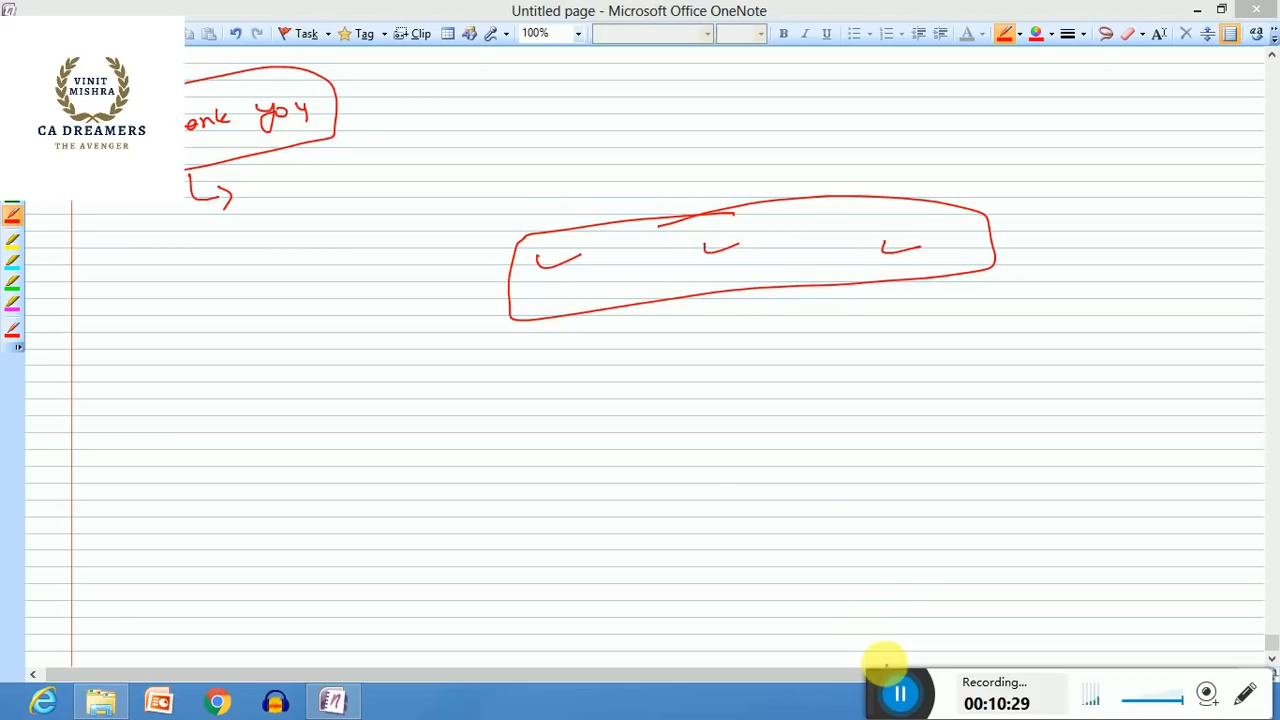 Untitled page - Microsoft Office OneNote
Task
Tag
Clip
100%
B I U
VINIT
MISHRA
CA DREAMERS
THE AVENGER
ank you
Recording...
00:10:29